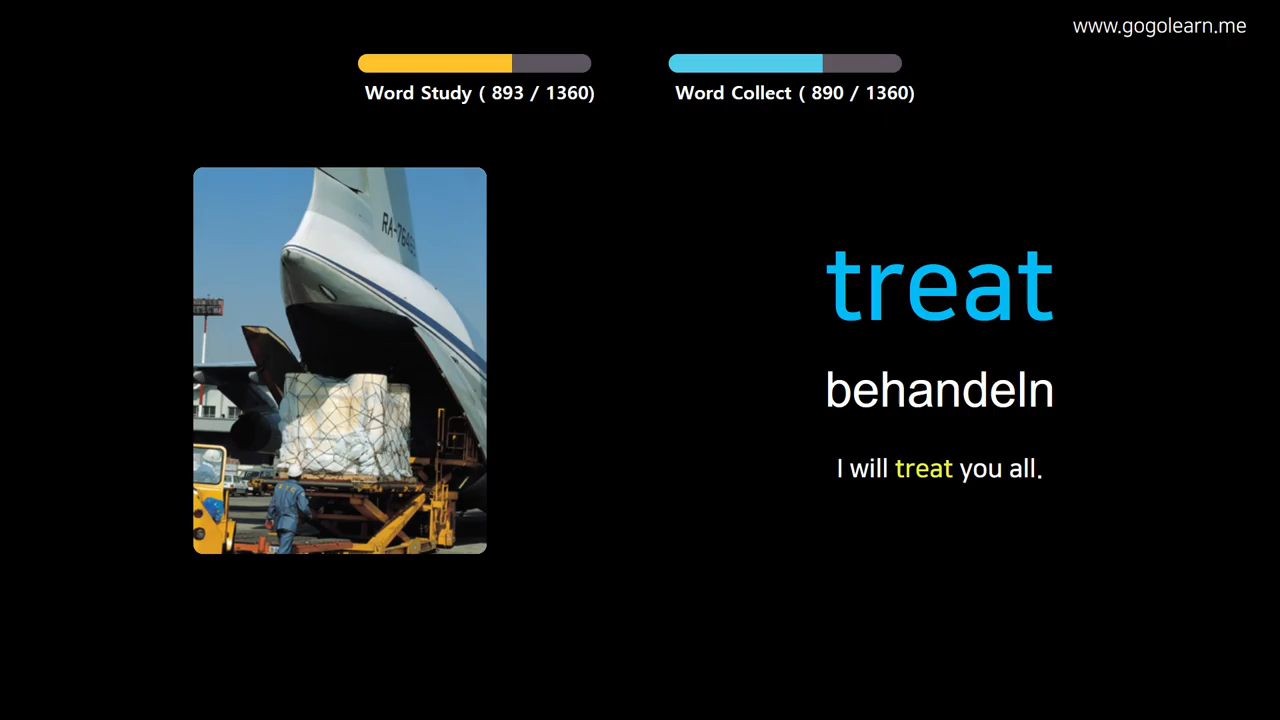 www.gogolearn.me
Word Study ( 893 / 1360)
Word Collect ( 890 / 1360)
treat
behandeln
I will treat you all.